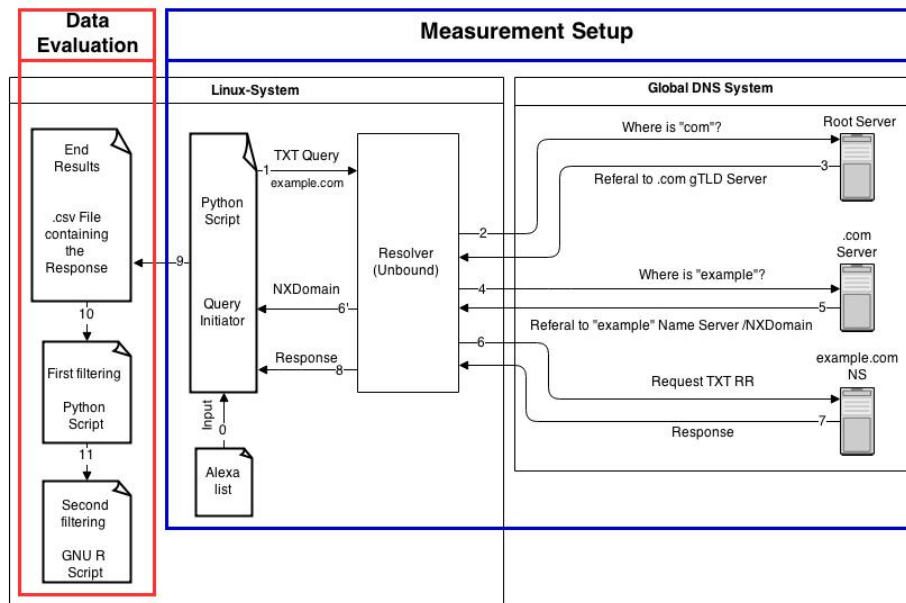 Data
Evaluation
Measurement Setup
Linux-System
Global DNS System
End
Results
.csv File
containing
the
Response
10
First filtering
Python
Script
11
Second
filtering
GNU R
Script
9
Python
Script
Query
Initiator
Input
0
Alexa
list
1
TXT Query
example.com
NXDomain
6'
Response
8
Resolver
(Unbound)
2
Where is "com"?
Root Server
3
Referal to .com gTLD Server
.com
Server
4
Where is "example"?
5
Referal to "example" Name Server /NXDomain
6
example.com
NS
Request TXT RR
7
Response